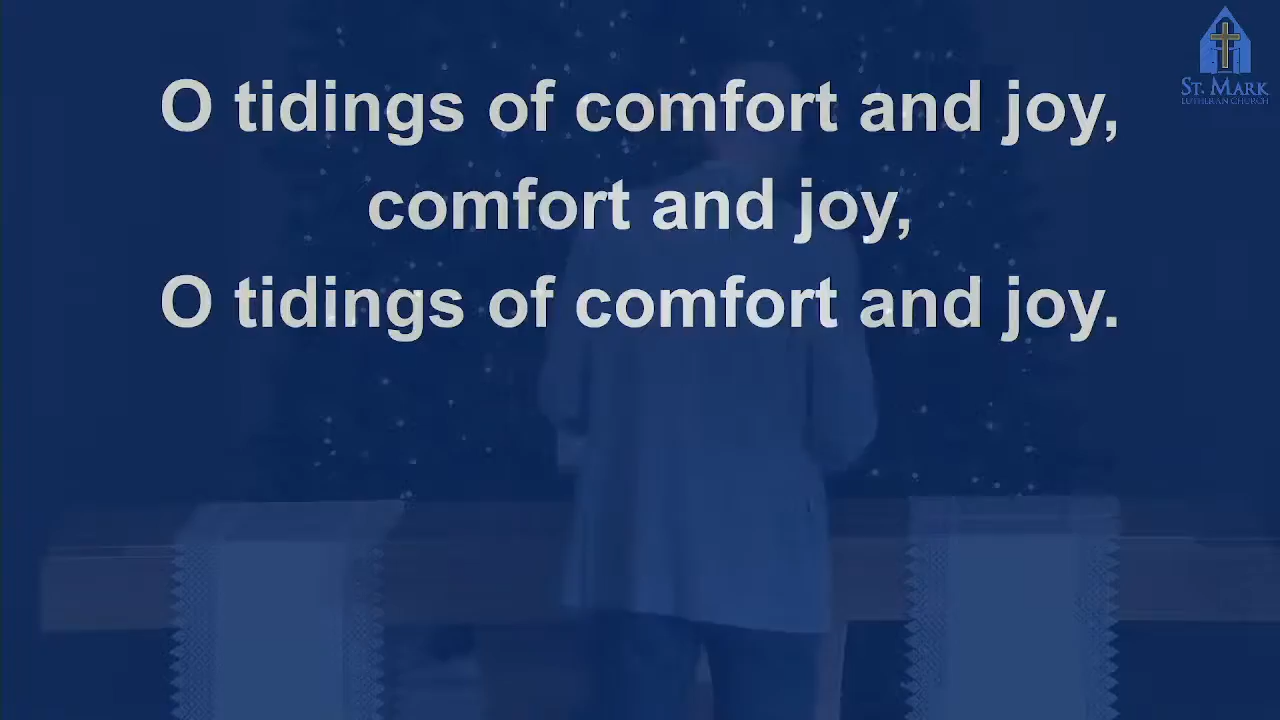 O tidings of comfort and joy,
comfort and joy,
O tidings of comfort and joy.
St. Mark
Lutheran Church